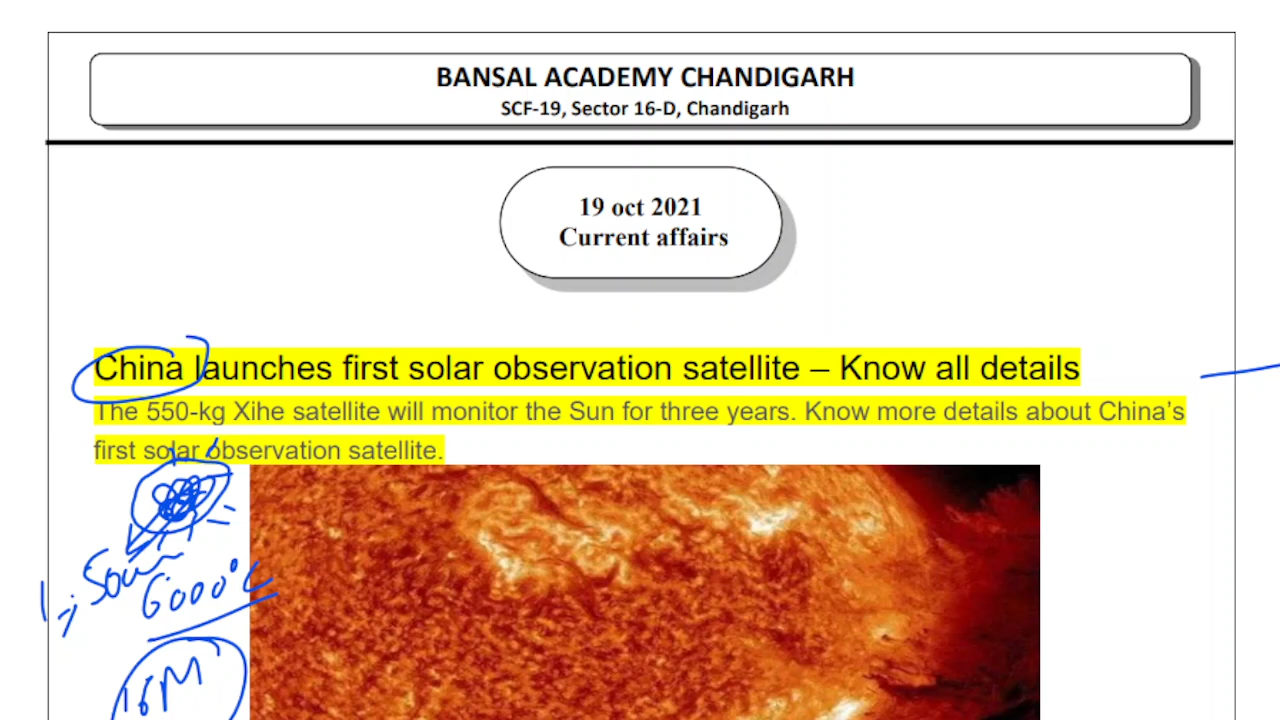 BANSAL ACADEMY CHANDIGARH
SCF-19, Sector 16-D, Chandigarh
19 oct 2021
Current affairs
China launches first solar observation satellite – Know all details
The 550-kg Xihe satellite will monitor the Sun for three years. Know more details about China’s
first solar observation satellite.
6000°C
16M